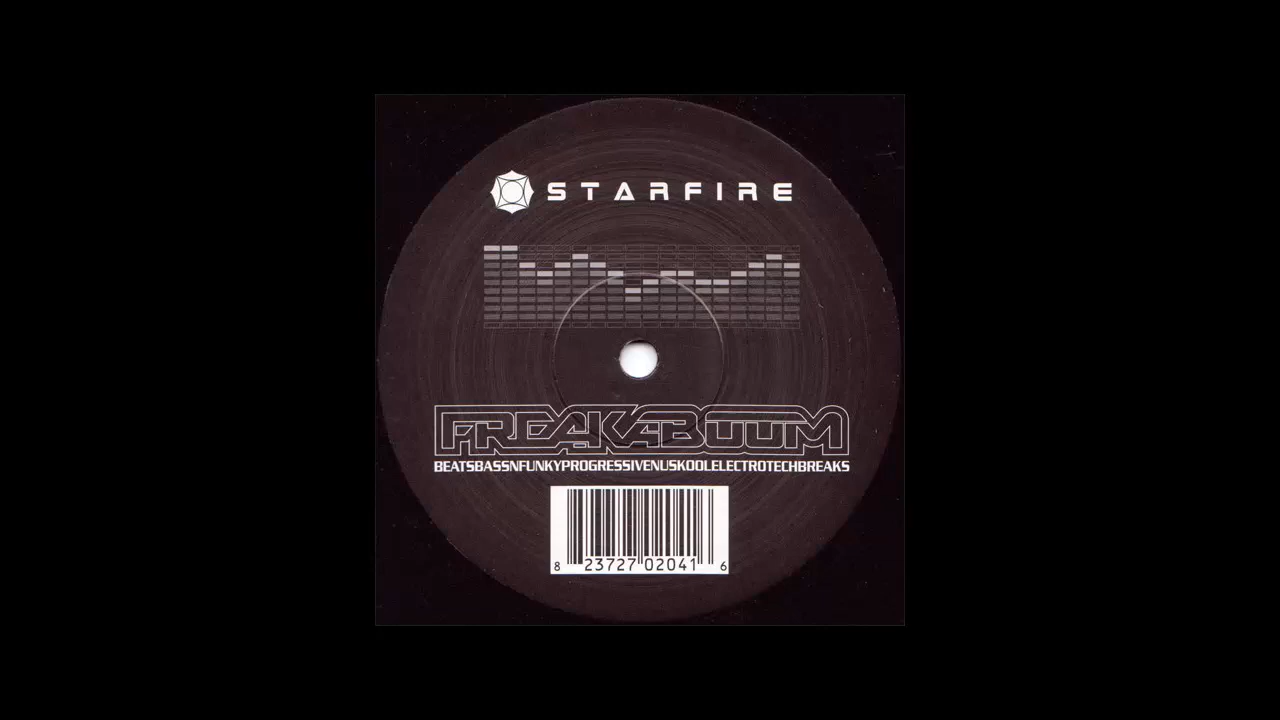 STARFIRE
FREAKABOOM
BEATSBASSNFUNKYPROGRESSIVENUSKOOLELECTROTECHBREAKS
8 23727 02041 6